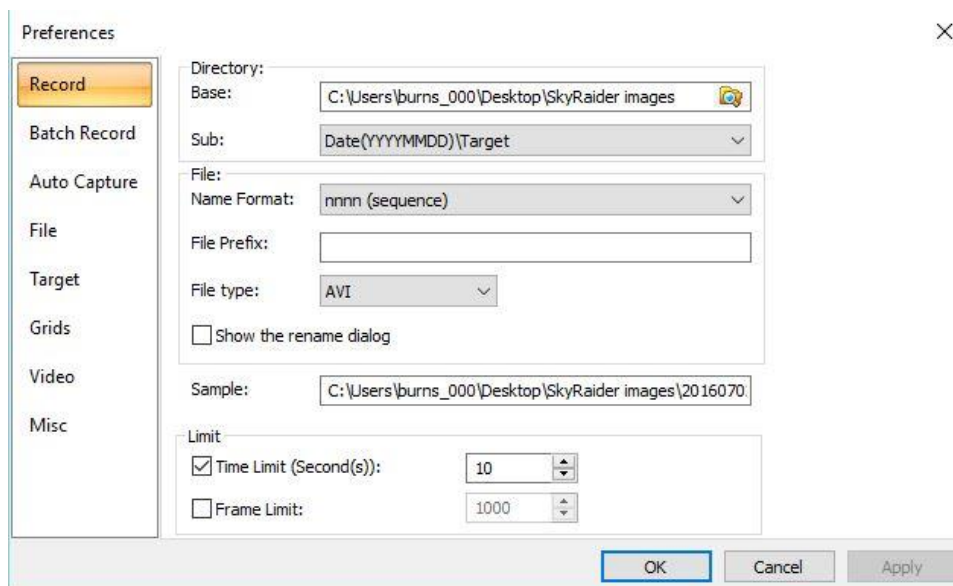 Preferences
Record
Batch Record
Auto Capture
File
Target
Grids
Video
Misc
Directory:
Base: C:\Users\burns_000\Desktop\SkyRaider images
Sub: Date(YYYYMMDD)\Target
File:
Name Format: nnnn (sequence)
File Prefix:
File type: AVI
Show the rename dialog
Sample: C:\Users\burns_000\Desktop\SkyRaider images\2016070
Limit
Time Limit (Second(s)): 10
Frame Limit: 1000
OK Cancel Apply